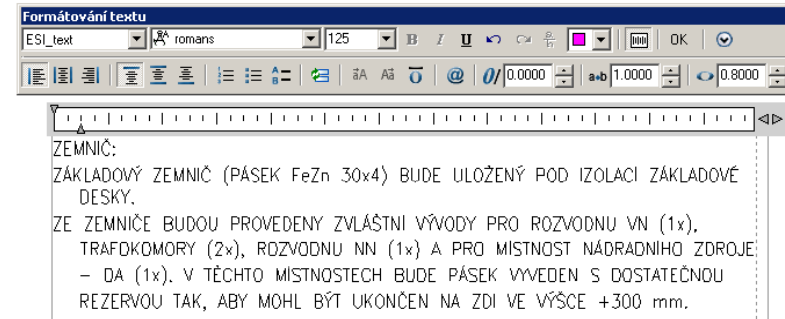 Formátování textu
ESI_text romans 125 B I U OK
0/ 0.0000 a•b 1.0000 0.8000
ZEMNIČ:
ZÁKLADOVÝ ZEMNIČ (PÁSEK FeZn 30x4) BUDE ULOŽENÝ POD IZOLACÍ ZÁKLADOVÉ
DESKY.
ZE ZEMNIČE BUDOU PROVEDENY ZVLÁŠTNÍ VÝVODY PRO ROZVODNU VN (1x),
TRAFOKOMORY (2x), ROZVODNU NN (1x) A PRO MÍSTNOST NÁDRADNÍHO ZDROJE
– DA (1x). V TĚCHTO MÍSTNOSTECH BUDE PÁSEK VYVEDEN S DOSTATEČNOU
REZERVOU TAK, ABY MOHL BÝT UKONČEN NA ZDI VE VÝŠCE +300 mm.